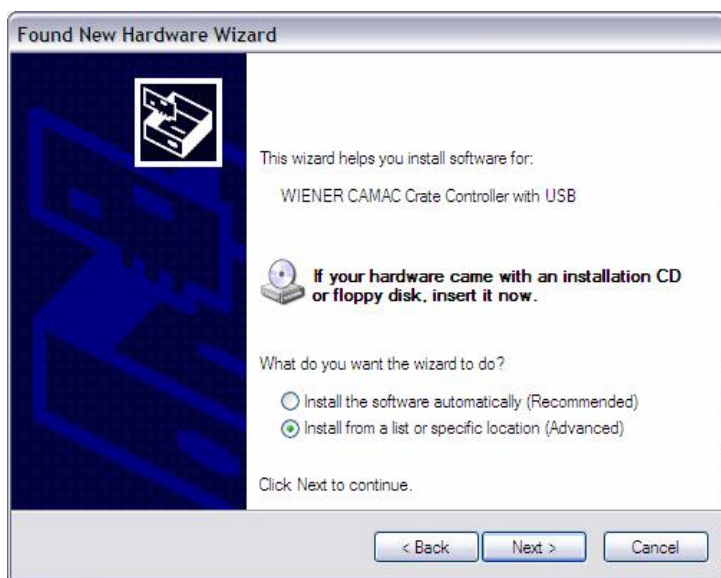 Found New Hardware Wizard
This wizard helps you install software for:
WIENER CAMAC Crate Controller with USB
If your hardware came with an installation CD
or floppy disk, insert it now.
What do you want the wizard to do?
Install the software automatically (Recommended)
Install from a list or specific location (Advanced)
Click Next to continue.
< Back
Next >
Cancel